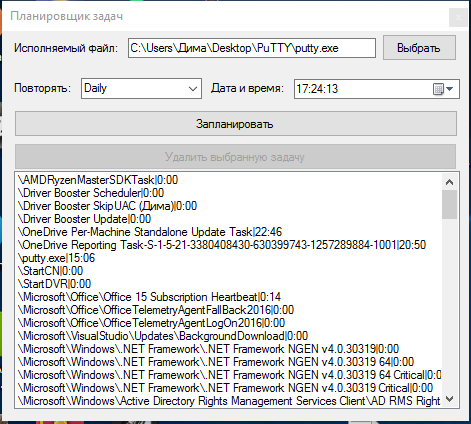 Планировщик задач
Исполняемый файл: C:\Users\Дима\Desktop\PuTTY\putty.exe Выбрать
Повторять: Daily Дата и время: 17:24:13
Запланировать
Удалить выбранную задачу
\AMDRyzenMasterSDKTask|0:00
\Driver Booster Scheduler|0:00
\Driver Booster SkipUAC (Дима)|0:00
\Driver Booster Update|0:00
\OneDrive Per-Machine Standalone Update Task|22:46
\OneDrive Reporting Task-S-1-5-21-3380408430-630399743-1257289884-1001|20:50
\putty.exe|15:06
\StartCN|0:00
\StartDVR|0:00
\Microsoft\Office\Office 15 Subscription Heartbeat|0:14
\Microsoft\Office\OfficeTelemetryAgentFallBack2016|0:00
\Microsoft\Office\OfficeTelemetryAgentLogOn2016|0:00
\Microsoft\VisualStudio\Updates\BackgroundDownload|0:00
\Microsoft\Windows\.NET Framework\.NET Framework NGEN v4.0.30319|0:00
\Microsoft\Windows\.NET Framework\.NET Framework NGEN v4.0.30319 64|0:00
\Microsoft\Windows\.NET Framework\.NET Framework NGEN v4.0.30319 64 Critical|0:0
\Microsoft\Windows\.NET Framework\.NET Framework NGEN v4.0.30319 Critical|0:00
\Microsoft\Windows\Active Directory Rights Management Services Client\AD RMS Right